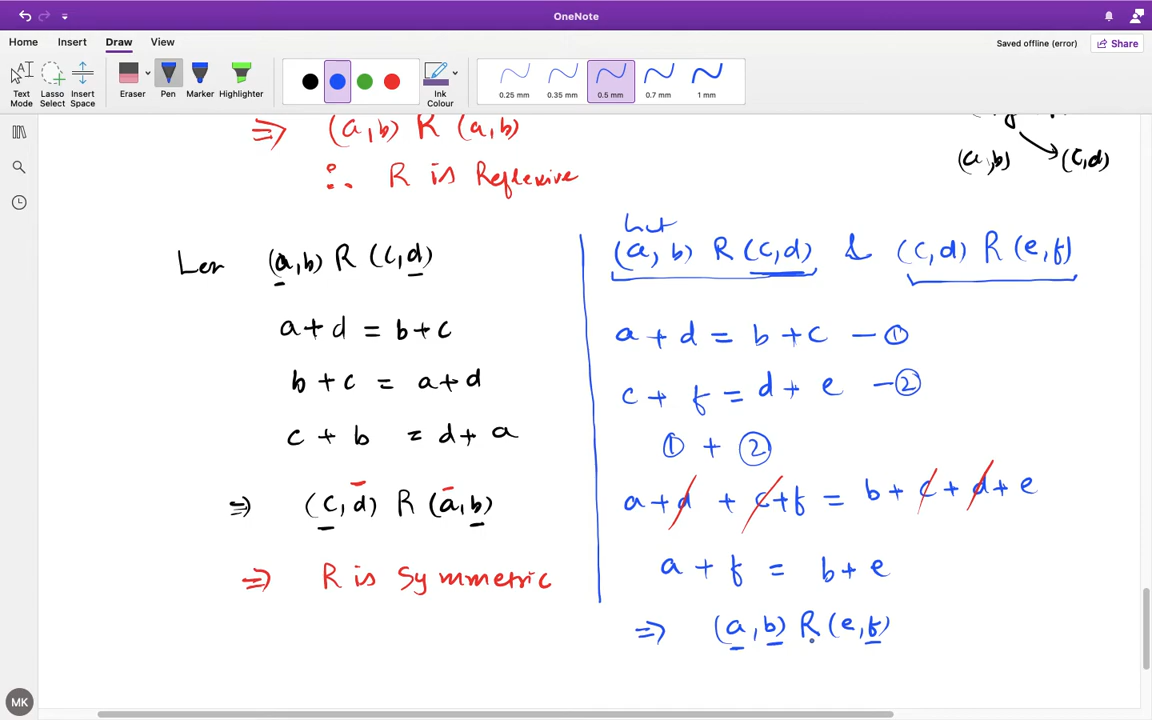 OneNote
Home Insert Draw View
Saved offline (error) Share
Text Mode
Lasso Select
Insert Space
Eraser
Pen
Marker
Highlighter
Ink Colour
0.25 mm 0.35 mm 0.5 mm 0.7 mm 1 mm
⇒ (a,b) R (a,b)
(a,b) (c,d)
∴ R is Reflexive
Let (a,b) R (c,d)
a+d = b+c
b+c = a+d
c+b = d+a
⇒ (c,d) R (a,b)
⇒ R is Symmetric
Let
(a,b) R (c,d) & (c,d) R (e,f)
a+d = b+c — ①
c+f = d+e — ②
① + ②
a+d + c+f = b+c+d+e
a+f = b+e
⇒ (a,b) R (e,f)
MK